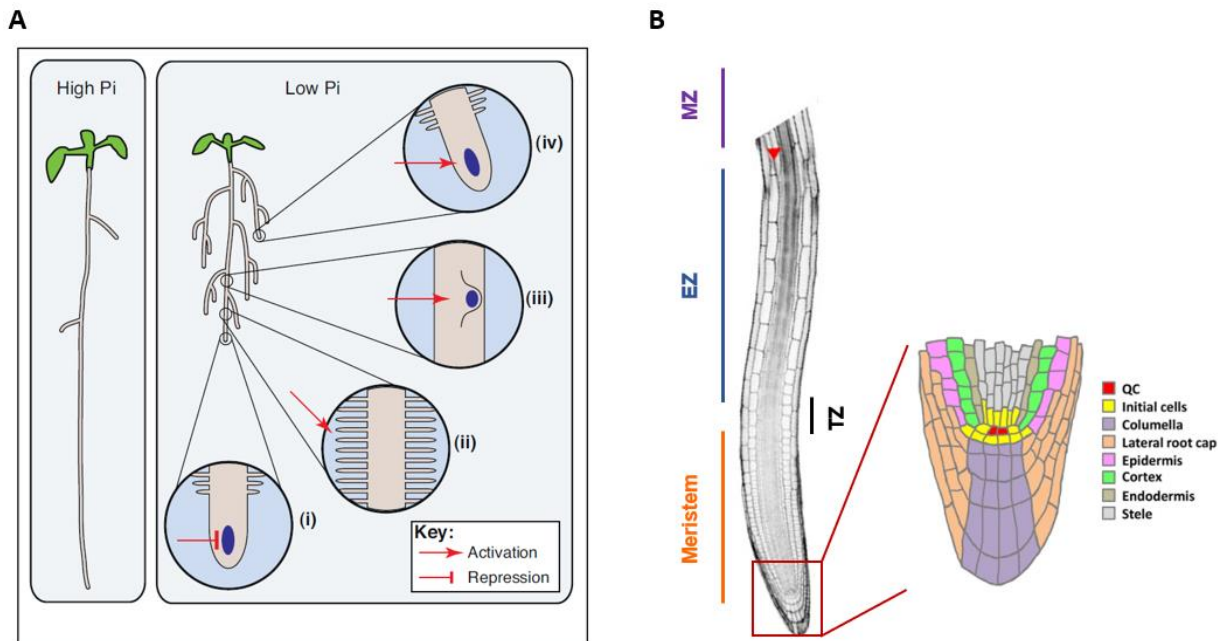 A
High Pi
Low Pi
(iv)
(iii)
(ii)
(i)
Key:
Activation
Repression
B
MZ
EZ
TZ
Meristem
QC
Initial cells
Columella
Lateral root cap
Epidermis
Cortex
Endodermis
Stele